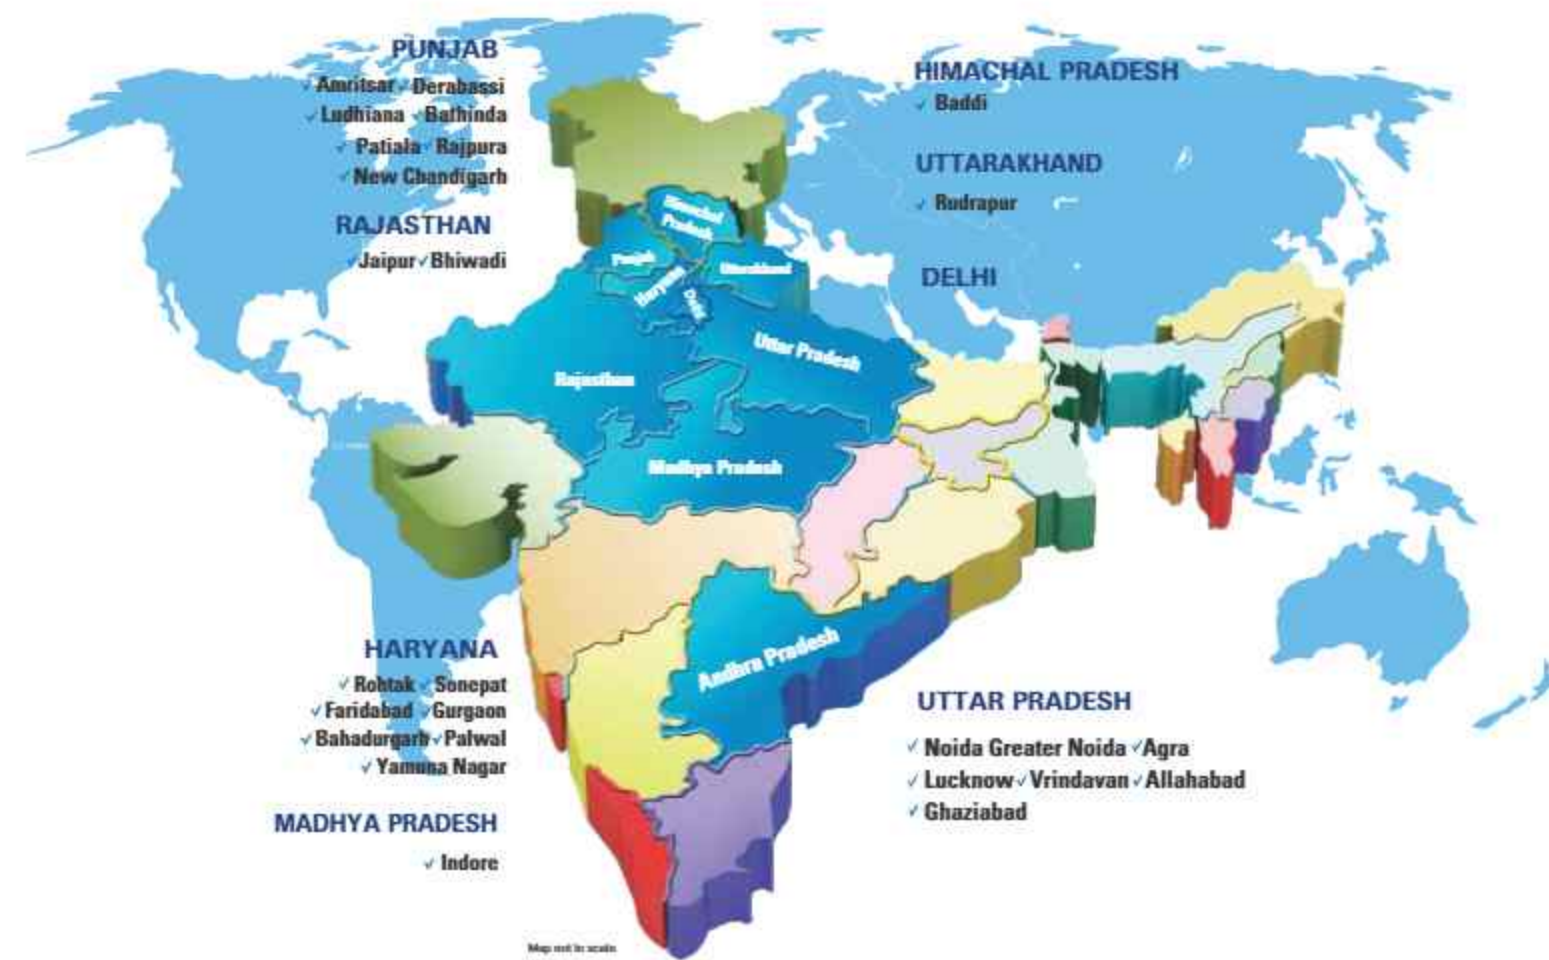 PUNJAB
✓ Amritsar ✓ Derabassi
✓ Ludhiana ✓ Bathinda
✓ Patiala ✓ Rajpura
✓ New Chandigarh
RAJASTHAN
✓ Jaipur ✓ Bhiwadi
HIMACHAL PRADESH
✓ Baddi
UTTARAKHAND
✓ Rudrapur
DELHI
Himachal
Pradesh
Punjab
Uttarakhand
Haryana
Delhi
Uttar Pradesh
Rajasthan
Madhya Pradesh
Andhra Pradesh
HARYANA
✓ Rohtak ✓ Sonepat
✓ Faridabad ✓ Gurgaon
✓ Bahadurgarh ✓ Palwal
✓ Yamuna Nagar
MADHYA PRADESH
✓ Indore
UTTAR PRADESH
✓ Noida Greater Noida ✓ Agra
✓ Lucknow ✓ Vrindavan ✓ Allahabad
✓ Ghaziabad
Map not in scale